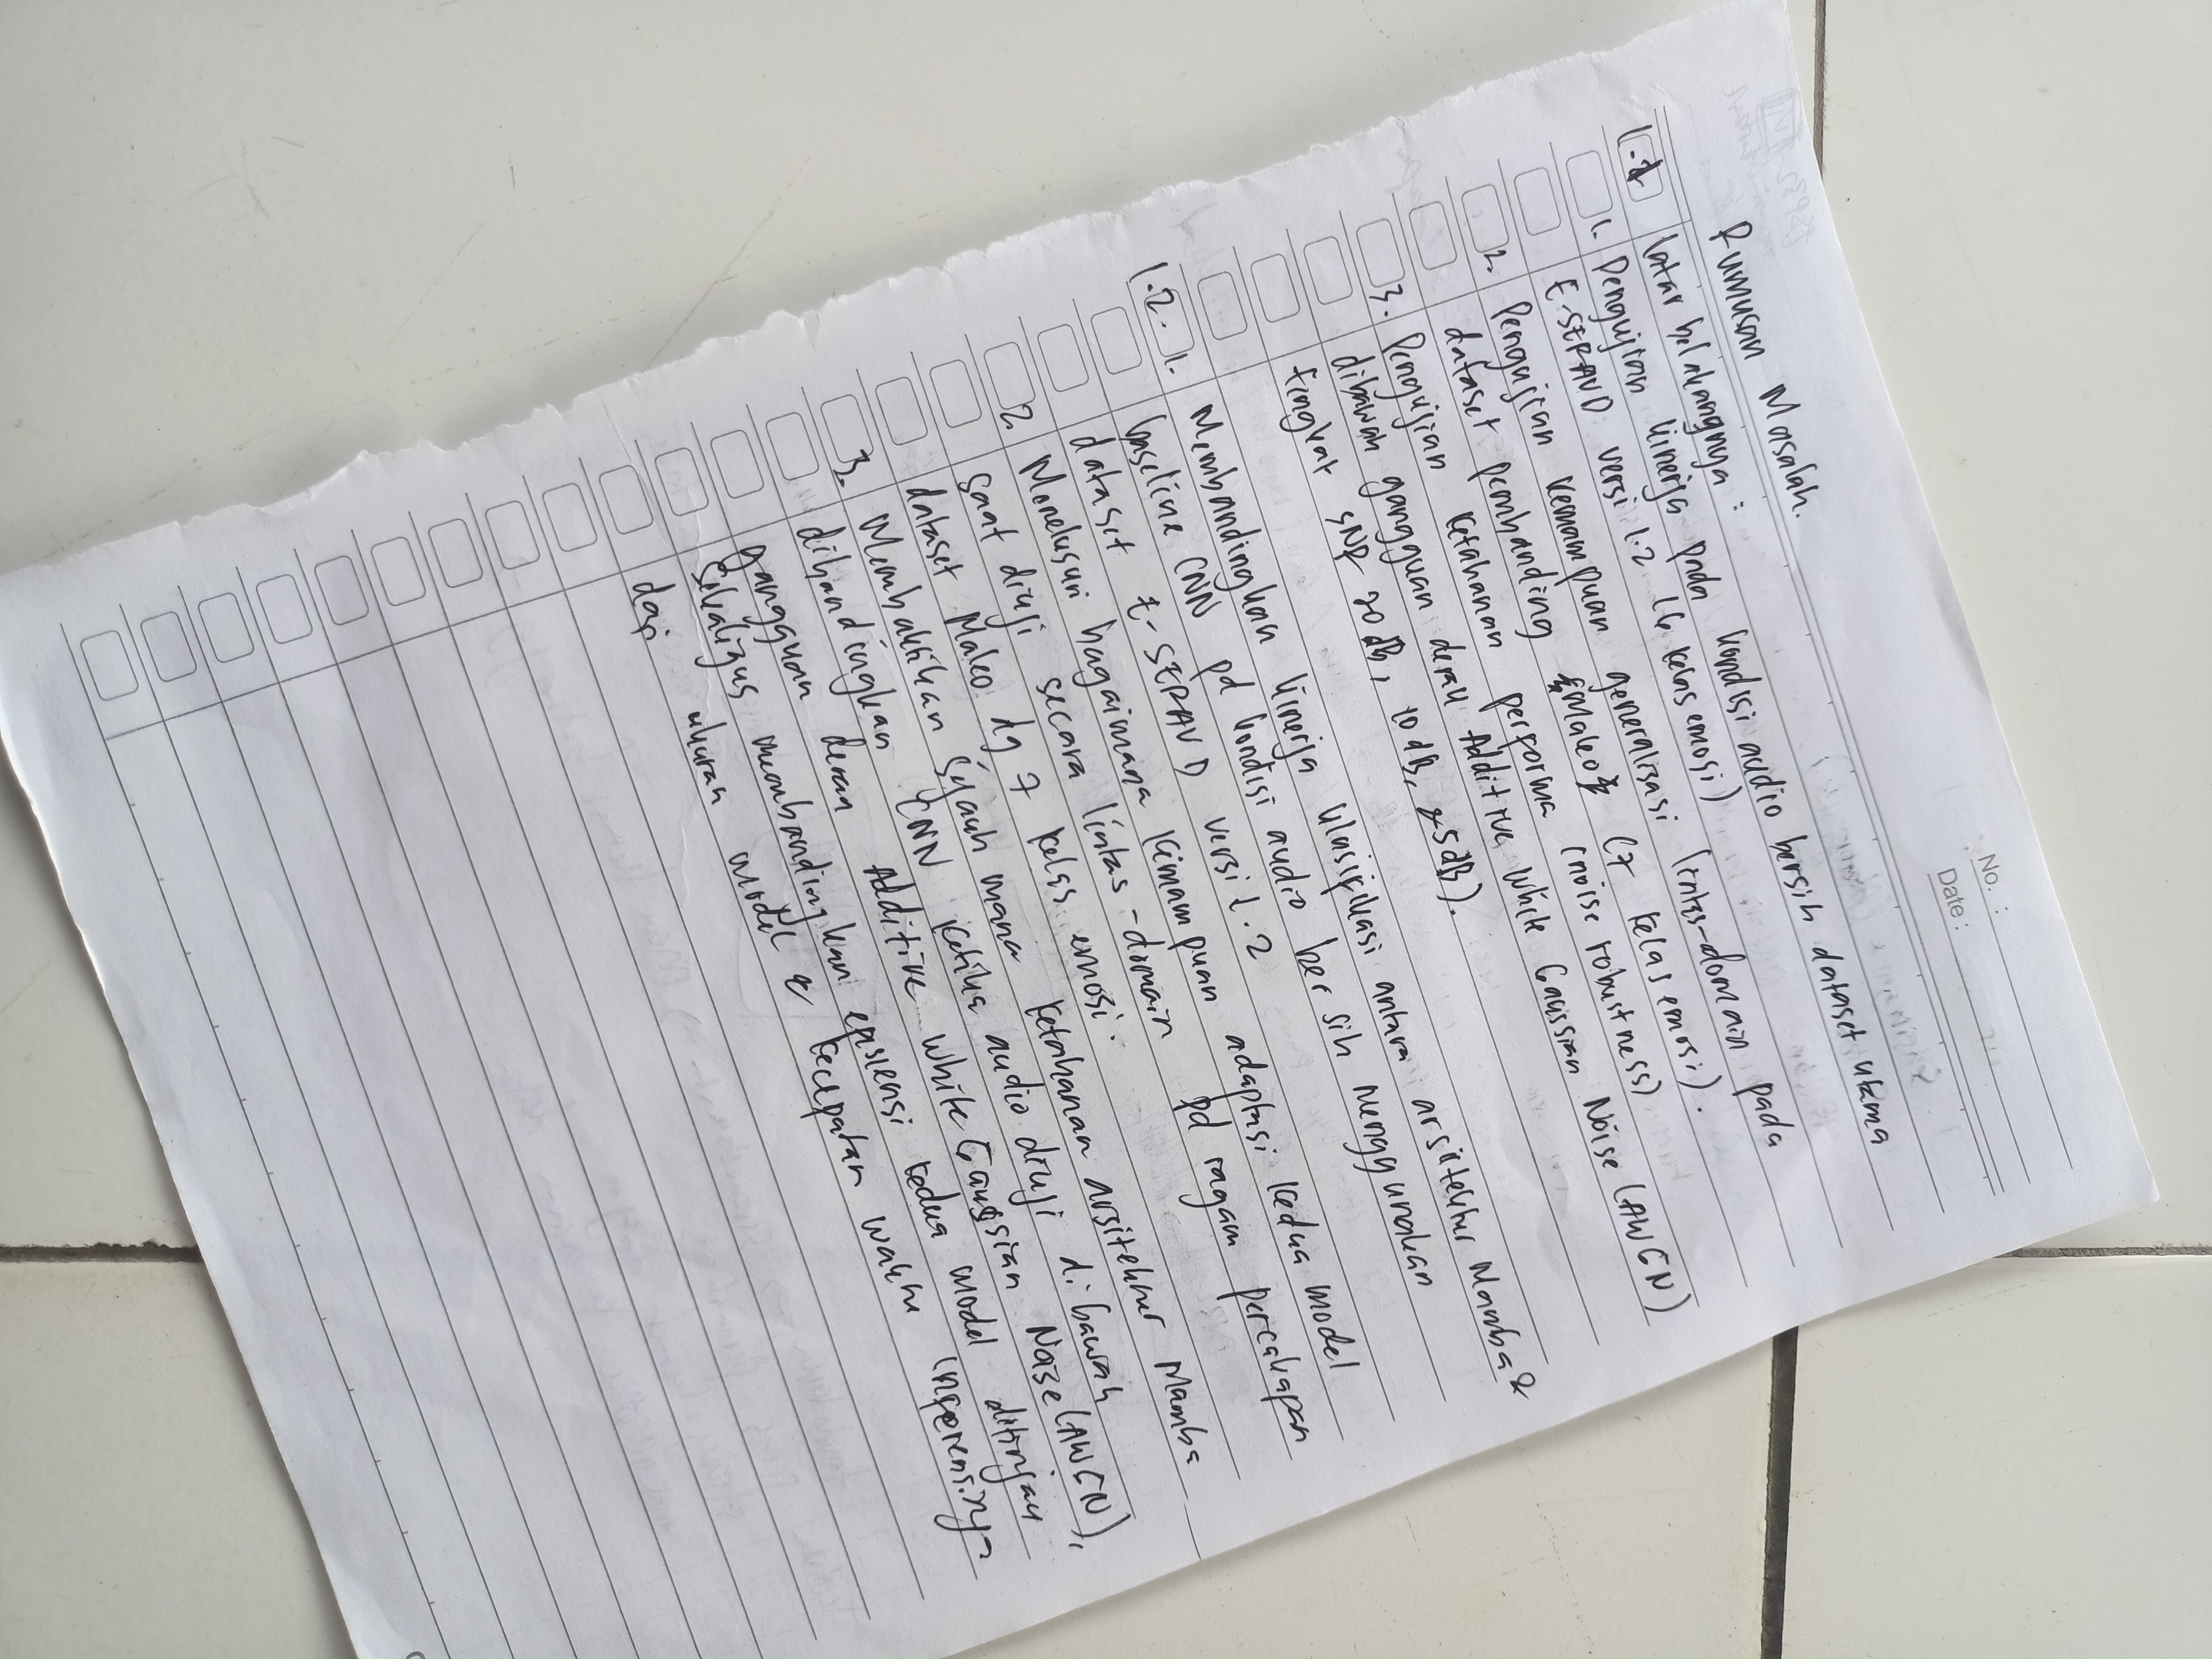 No. :
Date :
Rumusan Masalah.
1.1 latar belakangnya :
1. Pengujian kinerja pada kondisi audio bersih dataset utama
E-SERAVD versi 1.2 (6 kelas emosi)
2. Pengujian kemampuan generalisasi lintas-domain pada
dataset pembanding Maleo (7 kelas emosi).
3. Pengujian ketahanan performa (noise robustness)
dibawah gangguan derau Additive White Gaussian Noise (AWGN)
tingkat SNR 20 dB, 10 dB, & 5 dB).
1.2. 1. Membandingkan kinerja klasifikasi antara arsitektur Mamba &
baseline CNN pd kondisi audio bersih menggunakan
dataset E-SERAVD versi 1.2
2. Menelusuri bagaimana kemampuan adaptasi kedua model
saat diuji secara lintas-domain pd ragam percakapan
dataset Maleo dg 7 kelas emosi.
3. Membuktikan sejauh mana ketahanan arsitektur Mamba
dibandingkan CNN ketika audio diuji dibawah
gangguan derau Additive White Gaussian Noise (AWGN),
sekaligus membandingkan efisiensi kedua model ditinjau
dari ukuran model & kecepatan waktu inferensinya